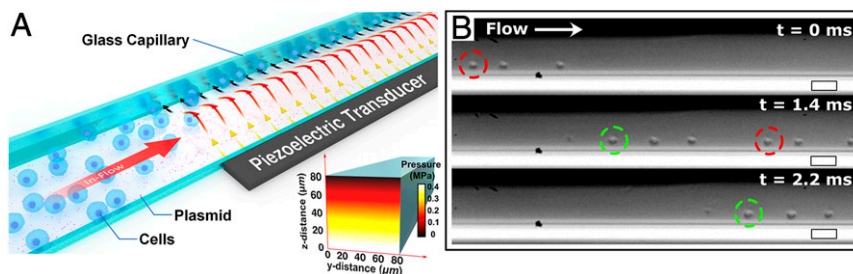 A
Glass Capillary
In-Flow
Plasmid
Cells
Piezoelectric Transducer
Pressure
(MPa)
0.4
0.3
0.2
0.1
0
z-distance (µm)
80
60
40
20
0
0 20 40 60 80
y-distance (µm)
B
Flow
t = 0 ms
t = 1.4 ms
t = 2.2 ms